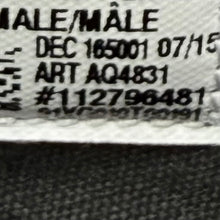 MALE/MÂLE
DEC 165001 07/15
ART AQ4831
#112796481